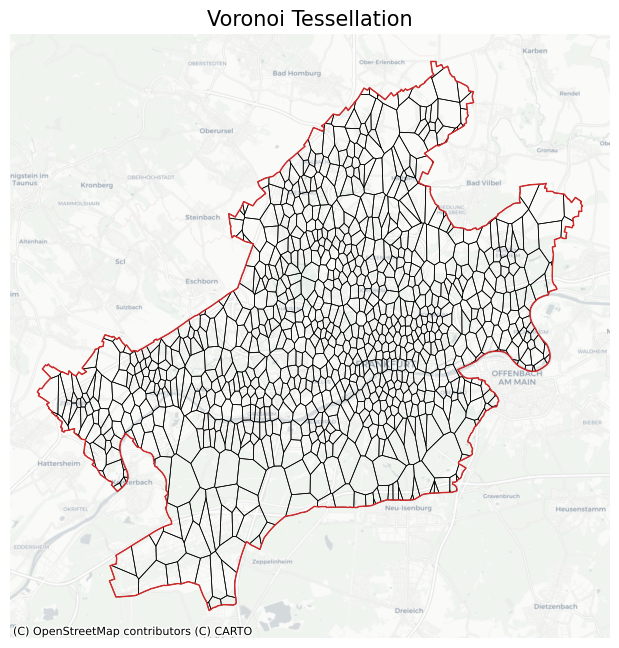 Voronoi Tessellation
Karben
OBERSTEDTEN
Ober-Erlenbach
Bad Homburg
Rendel
Oberursel
Gronau
nigstein im
Taunus
OBERHÖCHSTADT
Kronberg
Bad Vilbel
MAMMOLSHAIN
Steinbach
Altenhain
Eschborn
im
Sulzbach
WALDHEIM
OFFENBACH
AM MAIN
BIEBER
Hattersheim
OKRIFTEL
Neu-Isenburg
Gravenbruch
Heusenstamm
EDDERSHEIM
Zeppelinheim
Dreieich
Dietzenbach
(C) OpenStreetMap contributors (C) CARTO